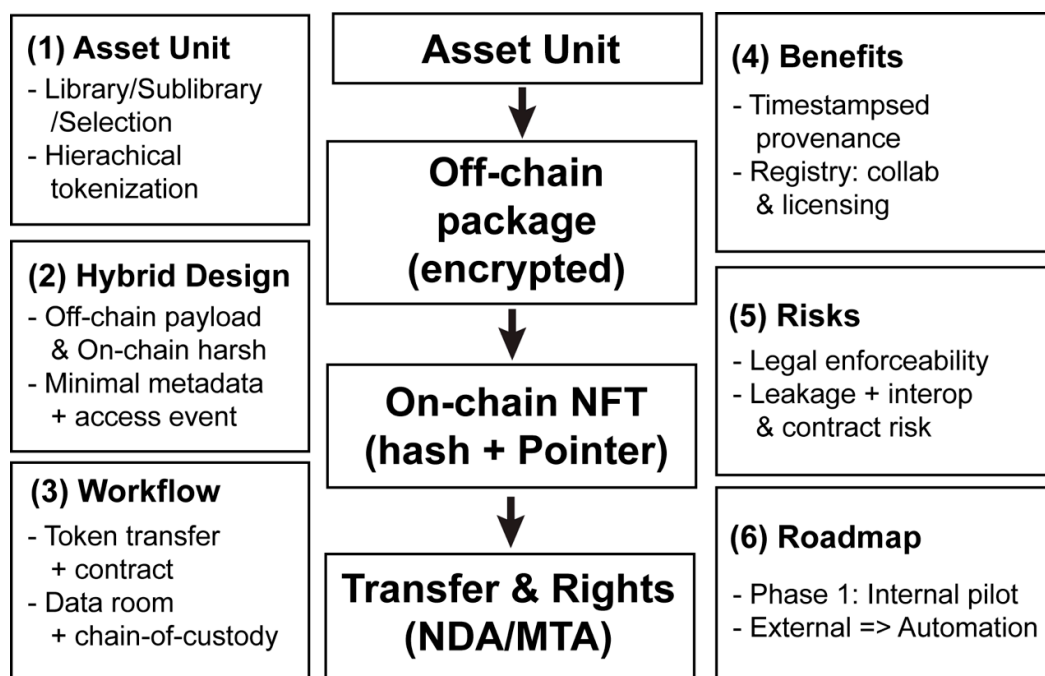 (1) Asset Unit
- Library/Sublibrary
/Selection
- Hierachical
tokenization
(2) Hybrid Design
- Off-chain payload
& On-chain harsh
- Minimal metadata
+ access event
(3) Workflow
- Token transfer
+ contract
- Data room
+ chain-of-custody
Asset Unit
Off-chain
package
(encrypted)
On-chain NFT
(hash + Pointer)
Transfer & Rights
(NDA/MTA)
(4) Benefits
- Timestampsed
provenance
- Registry: collab
& licensing
(5) Risks
- Legal enforceability
- Leakage + interop
& contract risk
(6) Roadmap
- Phase 1: Internal pilot
- External => Automation